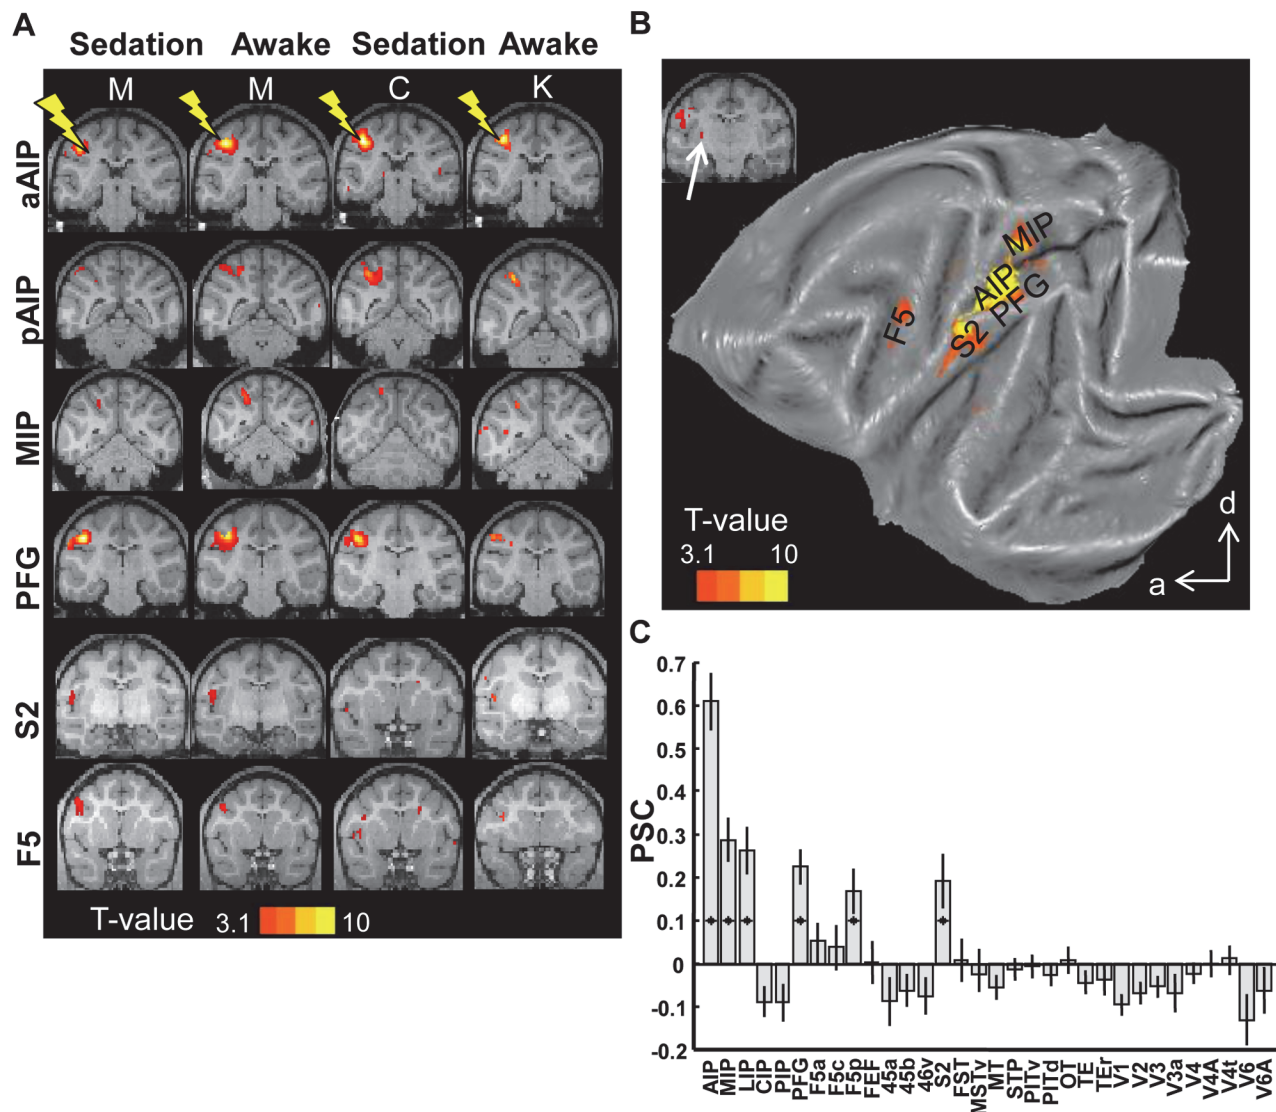 A
Sedation Awake Sedation Awake
M M C K
aAIP
pAIP
MIP
PFG
S2
F5
T-value 3.1 10
B
MIP
AIP
PFG
S2
F5
T-value
3.1 10
d
a
C
PSC
0.7
0.6
0.5
0.4
0.3
0.2
0.1
0
-0.1
-0.2
AIP MIP LIP CIP PIP PFG F5a F5c F5p FEF 45a 45b 46v S2 FST MSTv MT STP PITv PITd OT TE TEr V1 V2 V3 V3a V4 V4A V4t V6 V6A